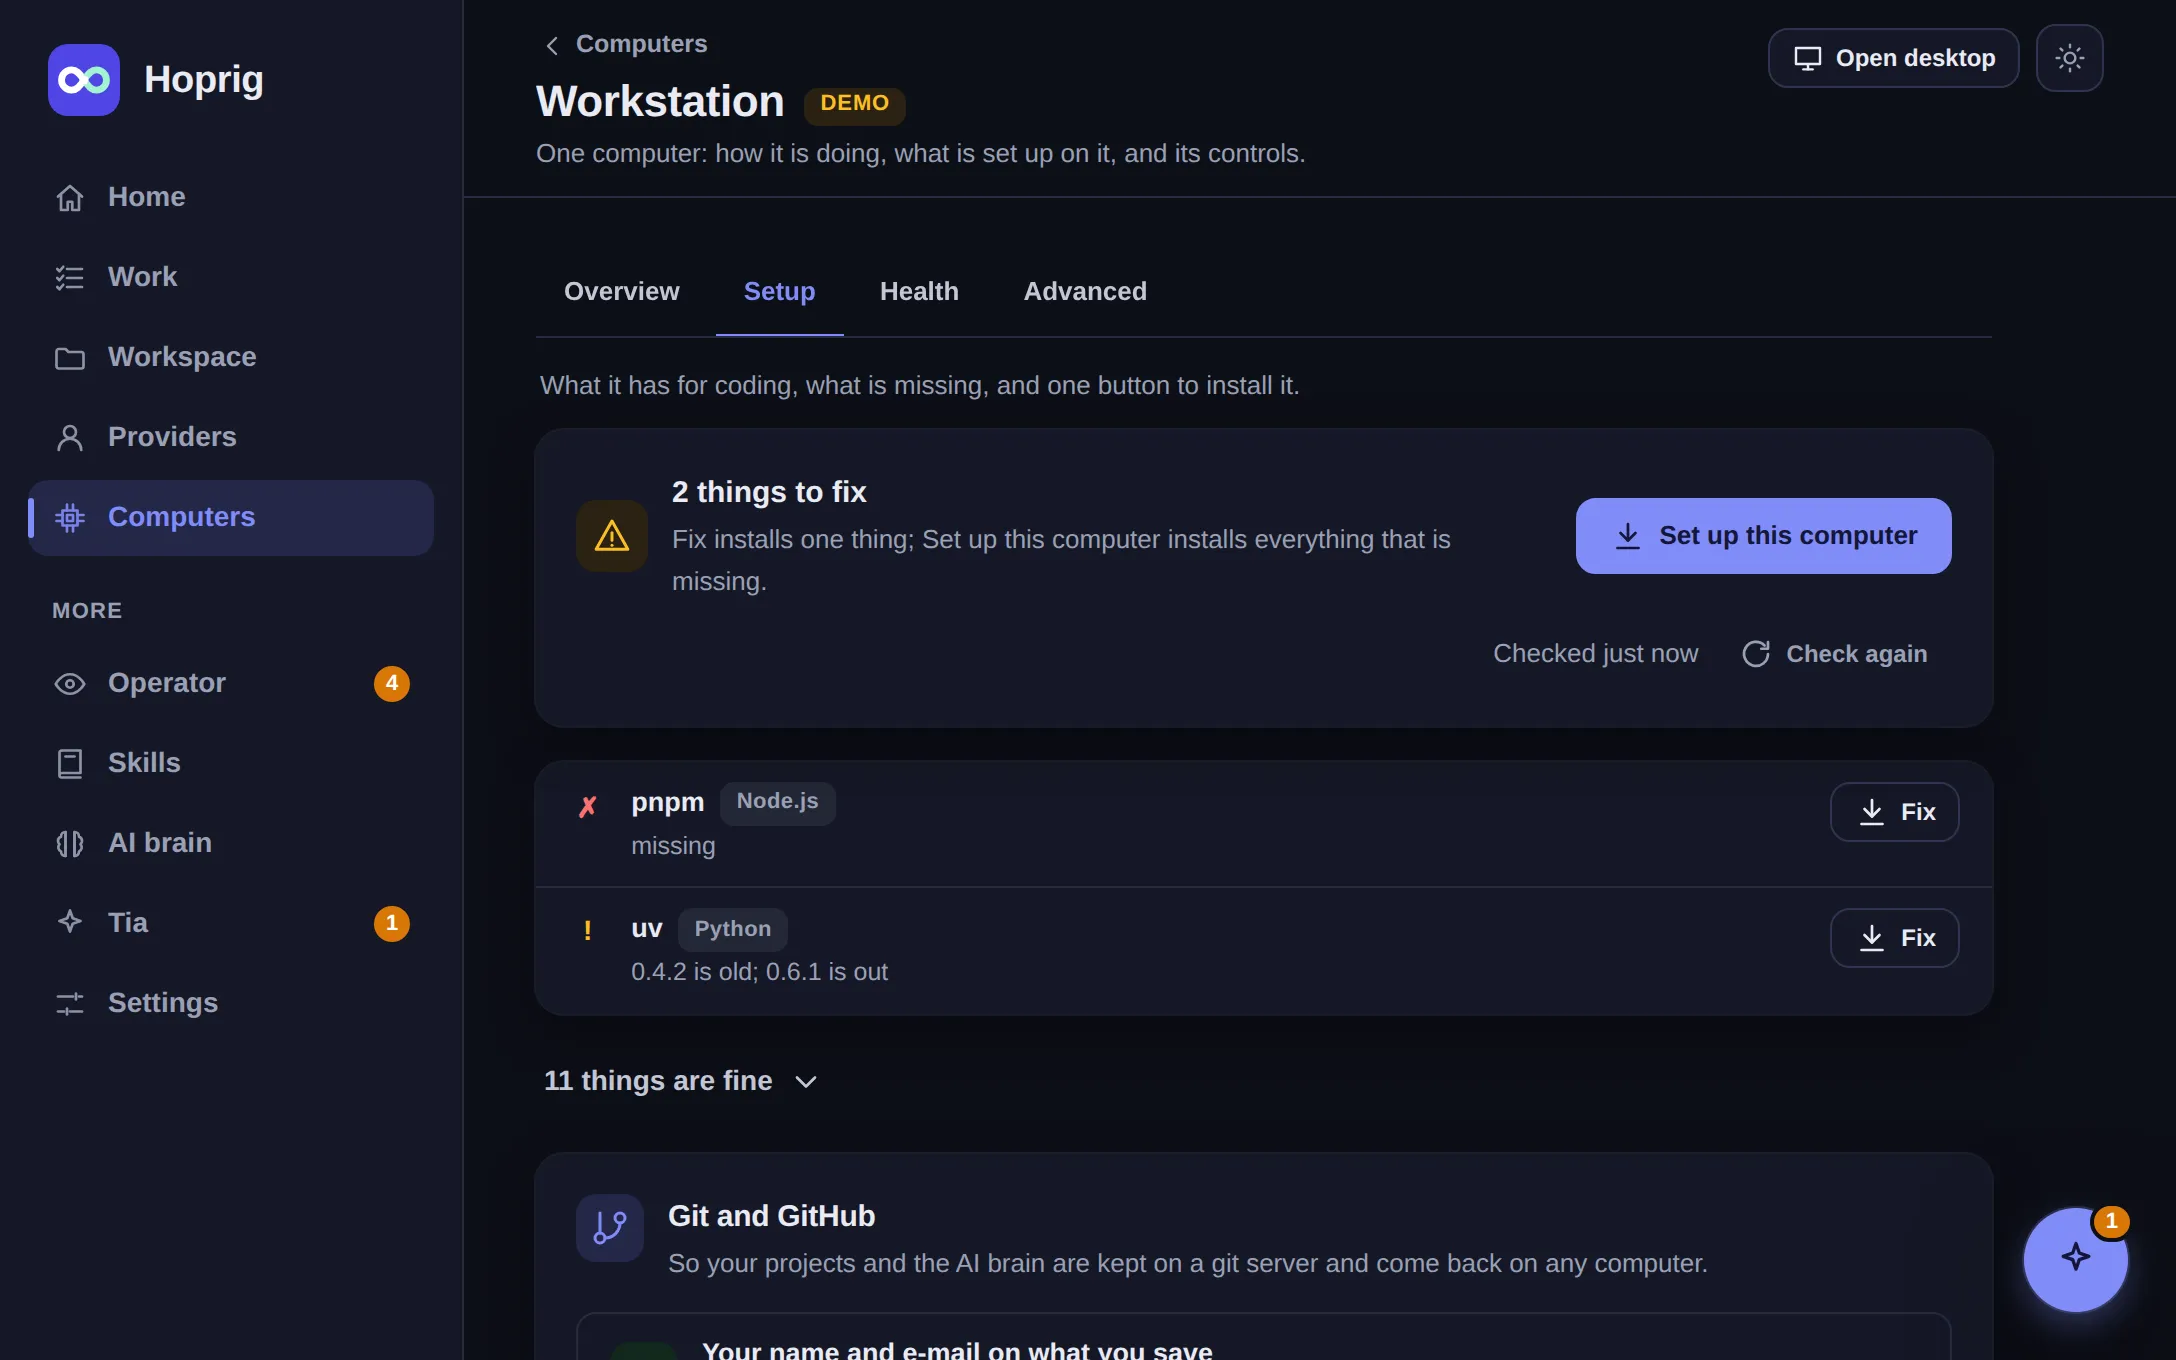 Hoprig
Home
Work
Workspace
Providers
Computers
MORE
Operator 4
Skills
AI brain
Tia 1
Settings
Computers
Workstation DEMO
One computer: how it is doing, what is set up on it, and its controls.
Open desktop
Overview Setup Health Advanced
What it has for coding, what is missing, and one button to install it.
2 things to fix
Fix installs one thing; Set up this computer installs everything that is
missing.
Set up this computer
Checked just now Check again
✗ pnpm Node.js
missing
Fix
! uv Python
0.4.2 is old; 0.6.1 is out
Fix
11 things are fine
Git and GitHub
So your projects and the AI brain are kept on a git server and come back on any computer.
Your name and e-mail on what you save
1